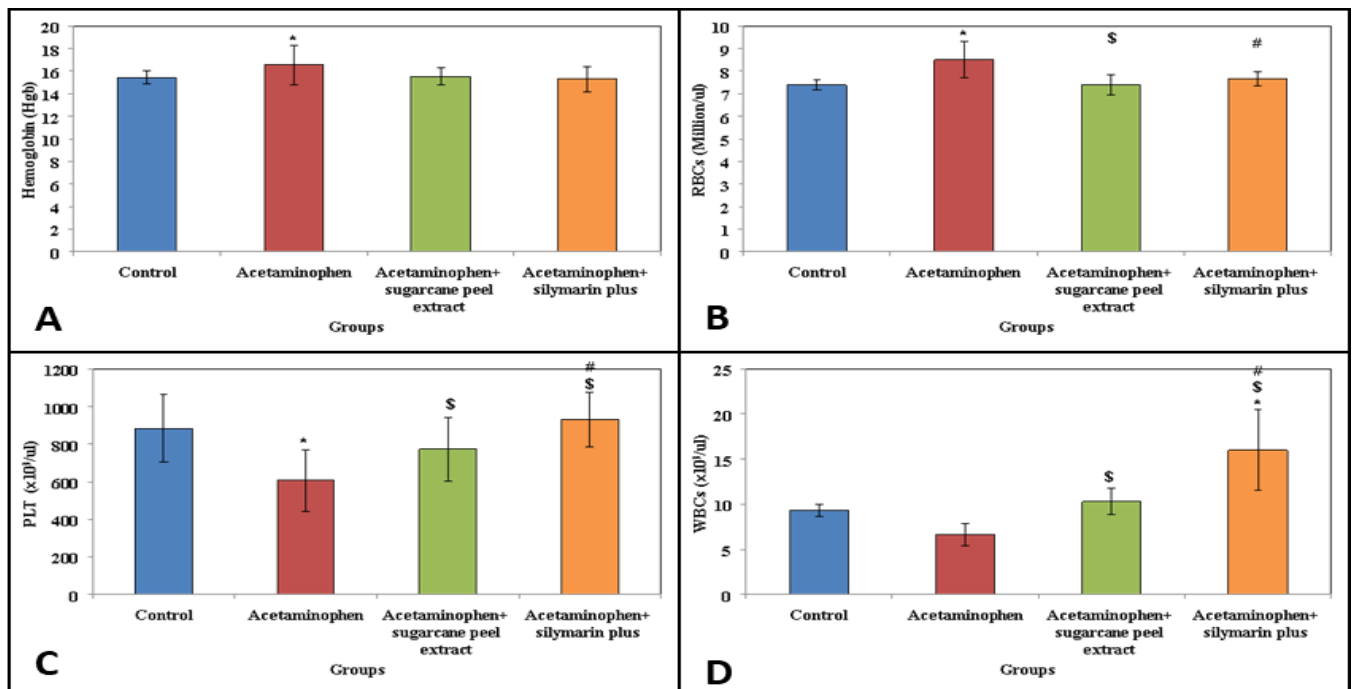 Hemoglobin (Hgb)
20
18
16
14
12
10
8
6
4
2
0
*
Control
Acetaminophen
Acetaminophen+
sugarcane peel
extract
Acetaminophen+
silymarin plus
Groups
A
RBCs (Million/ul)
10
9
8
7
6
5
4
3
2
1
0
*
$
#
Control
Acetaminophen
Acetaminophen+
sugarcane peel
extract
Acetaminophen+
silymarin plus
Groups
B
PLT (x10³/ul)
1200
1000
800
600
400
200
0
*
$
#
$
Control
Acetaminophen
Acetaminophen+
sugarcane peel
extract
Acetaminophen+
silymarin plus
Groups
C
WBCs (x10³/ul)
25
20
15
10
5
0
$
#
$
*
Control
Acetaminophen
Acetaminophen+
sugarcane peel
extract
Acetaminophen+
silymarin plus
Groups
D